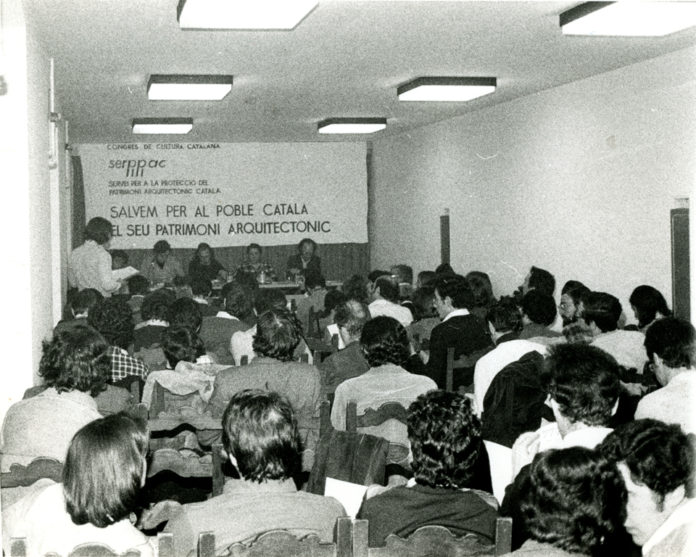 CONGRES DE CULTURA CATALANA
serppac
SERVEI PER A LA PROTECCIO DEL
PATRIMONI ARQUITECTONIC CATALA
SALVEM PER AL POBLE CATALA
EL SEU PATRIMONI ARQUITECTONIC